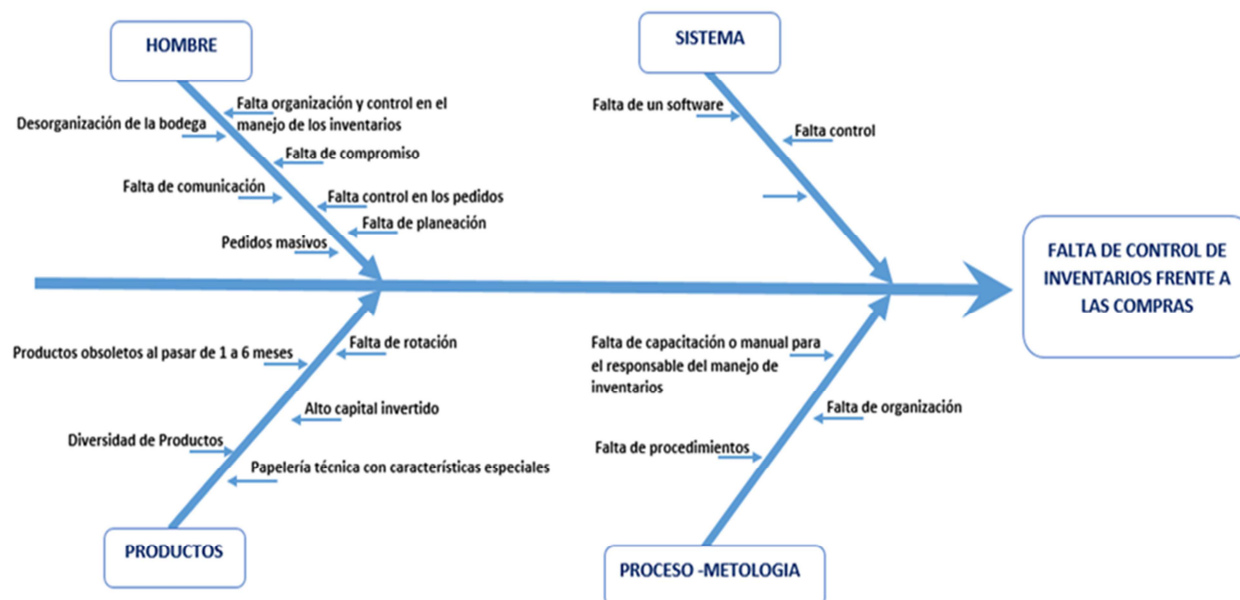 HOMBRE
SISTEMA
Falta organización y control en el
manejo de los inventarios
Desorganización de la bodega
Falta de compromiso
Falta de comunicación
Falta control en los pedidos
Falta de planeación
Pedidos masivos
Falta de un software
Falta control
FALTA DE CONTROL DE
INVENTARIOS FRENTE A
LAS COMPRAS
Falta de rotación
Productos obsoletos al pasar de 1 a 6 meses
Alto capital invertido
Diversidad de Productos
Papelería técnica con características especiales
Falta de capacitación o manual para
el responsable del manejo de
inventarios
Falta de organización
Falta de procedimientos
PRODUCTOS
PROCESO -METOLOGIA